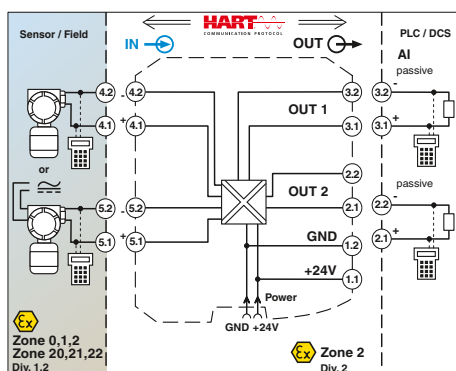 Sensor / Field
HART
COMMUNICATION PROTOCOL
IN
OUT
PLC / DCS
AI
passive
4.2
-
4.2
3.2
3.2
-
OUT 1
4.1
+
4.1
3.1
3.1
+
or
2.2
passive
OUT 2
5.2
-
5.2
2.1
2.2
-
5.1
+
5.1
GND
1.2
2.1
+
+24V
1.1
Power
GND +24V
Ex
Zone 0,1,2
Zone 20,21,22
Div. 1,2
Ex
Zone 2
Div. 2